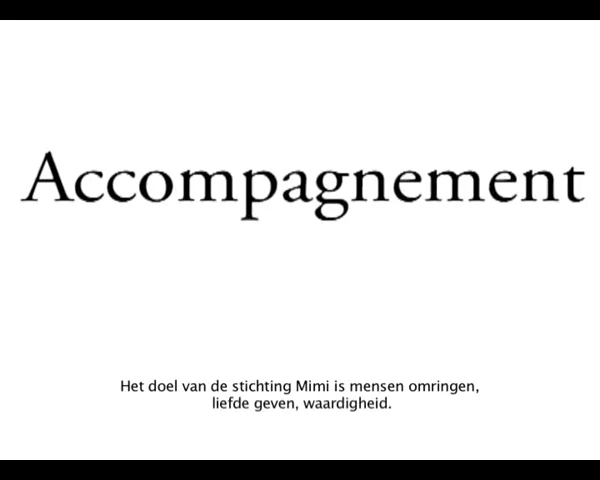 Accompagnement
Het doel van de stichting Mimi is mensen omringen,
liefde geven, waardigheid.